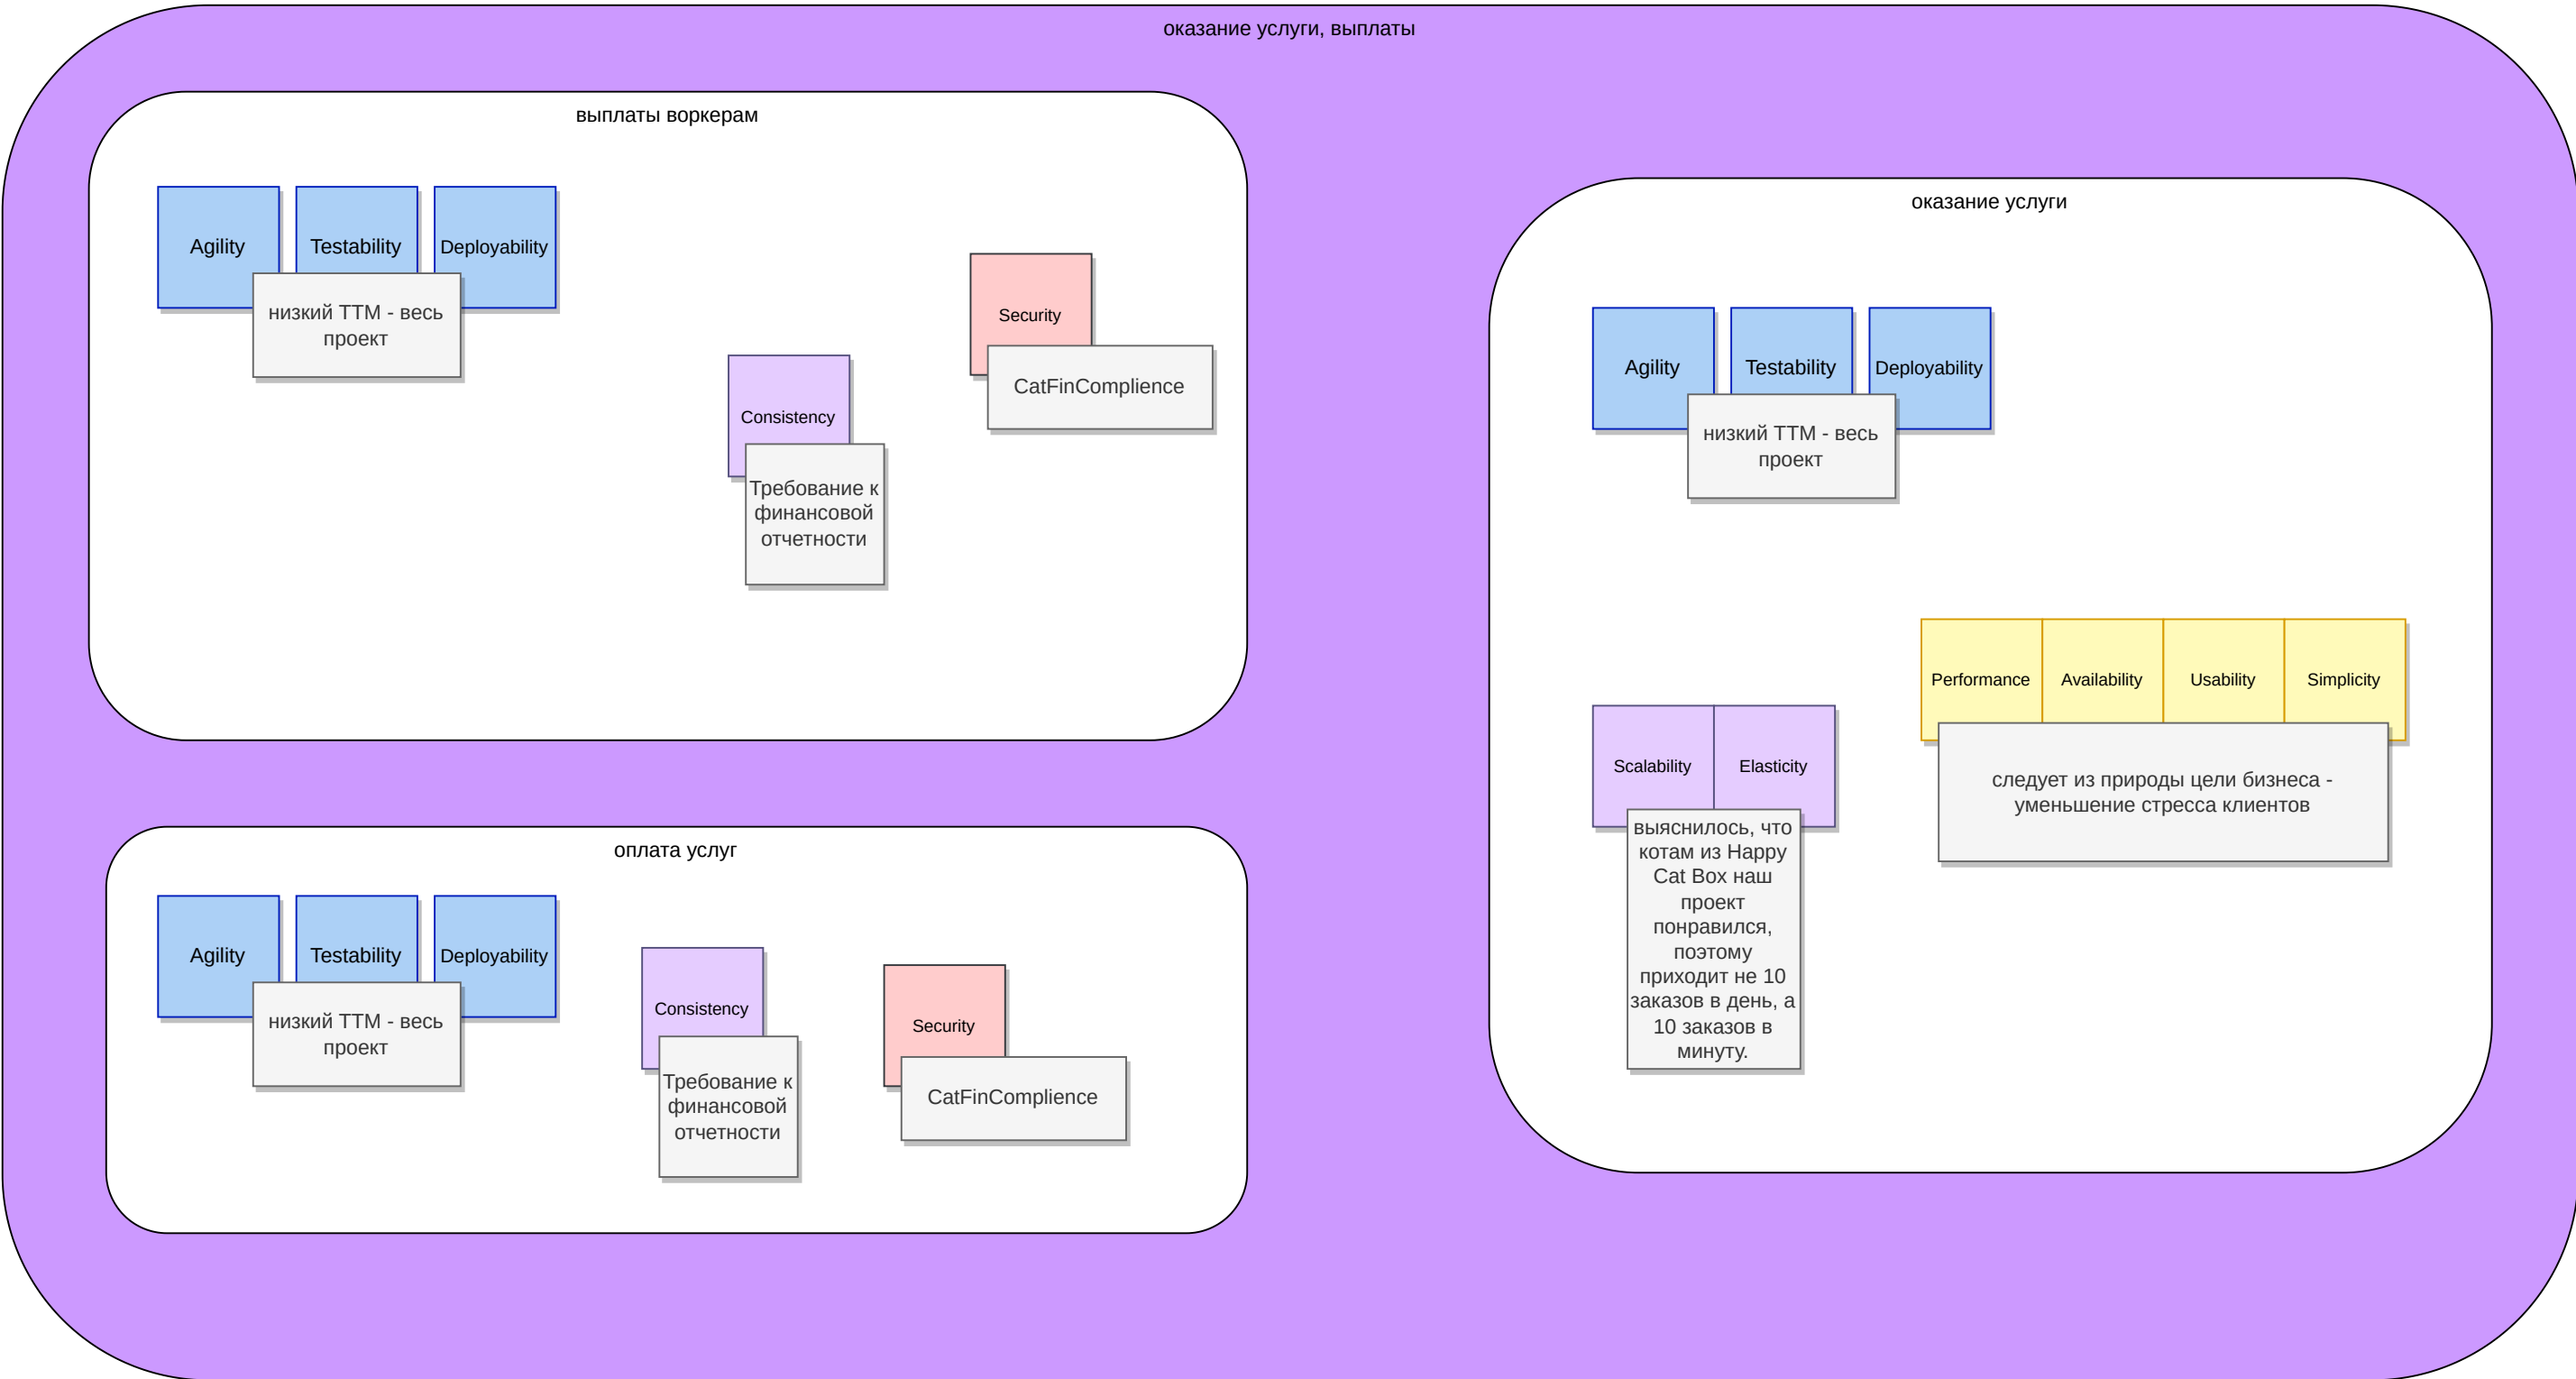 оказание услуги, выплаты
выплаты воркерам
Agility
Testability
Deployability
низкий ТТМ - весь
проект
Consistency
Требование к
финансовой
отчетности
Security
CatFinComplience
оплата услуг
Agility
Testability
Deployability
низкий ТТМ - весь
проект
Consistency
Требование к
финансовой
отчетности
Security
CatFinComplience
оказание услуги
Agility
Testability
Deployability
низкий ТТМ - весь
проект
Performance
Availability
Usability
Simplicity
следует из природы цели бизнеса -
уменьшение стресса клиентов
Scalability
Elasticity
выяснилось, что
котам из Happy
Cat Box наш
проект
понравился,
поэтому
приходит не 10
заказов в день, а
10 заказов в
минуту.